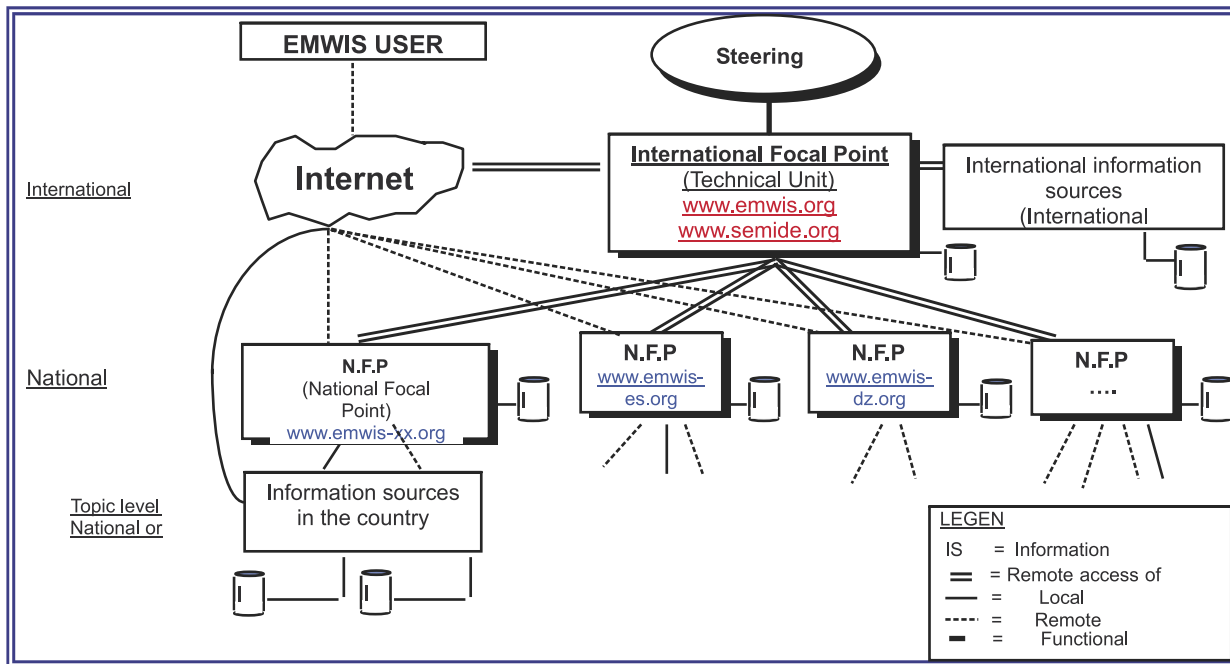 EMWIS USER
Steering
Internet
International Focal Point
(Technical Unit)
www.emwis.org
www.semide.org
International information
sources
(International
International
N.F.P
(National Focal
Point)
www.emwis-xx.org
N.F.P
www.emwis-
es.org
N.F.P
www.emwis-
dz.org
N.F.P
....
National
Information sources
in the country
Topic level
National or
LEGEN
IS = Information
= Remote access of
= Local
= Remote
= Functional